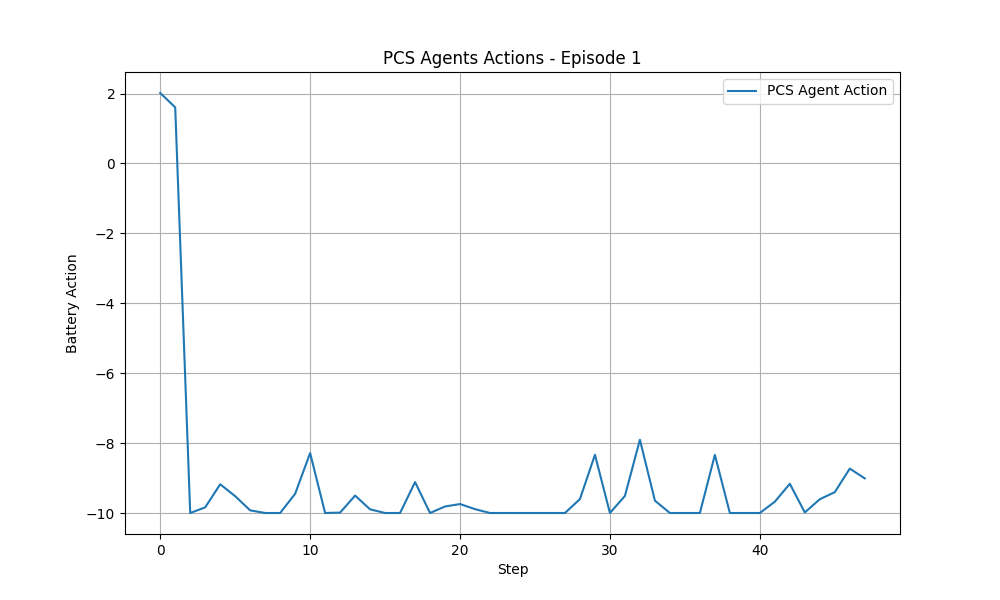 PCS Agents Actions - Episode 1
PCS Agent Action
2
0
−2
−4
−6
−8
−10
Battery Action
0 10 20 30 40
Step